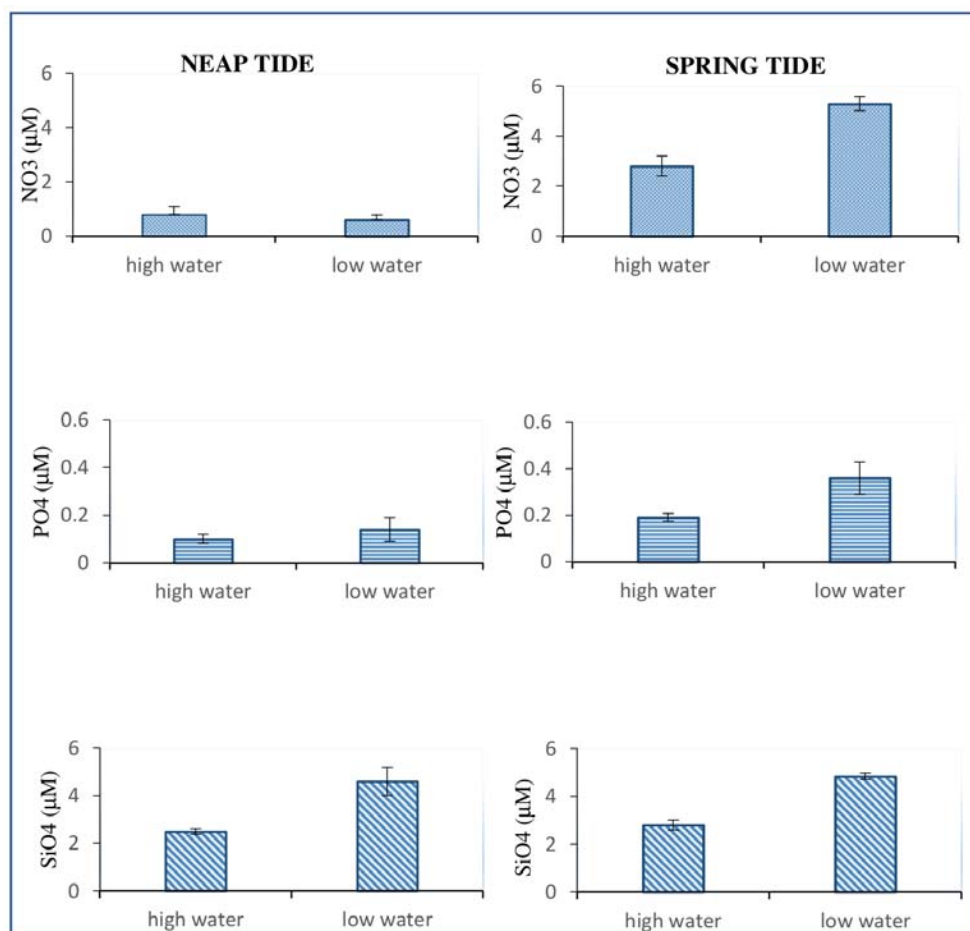 NEAP TIDE
NO3 (µM)
6
4
2
0
high water low water
SPRING TIDE
NO3 (µM)
6
4
2
0
high water low water
PO4 (µM)
0.6
0.4
0.2
0
high water low water
PO4 (µM)
0.6
0.4
0.2
0
high water low water
SiO4 (µM)
6
4
2
0
high water low water
SiO4 (µM)
6
4
2
0
high water low water